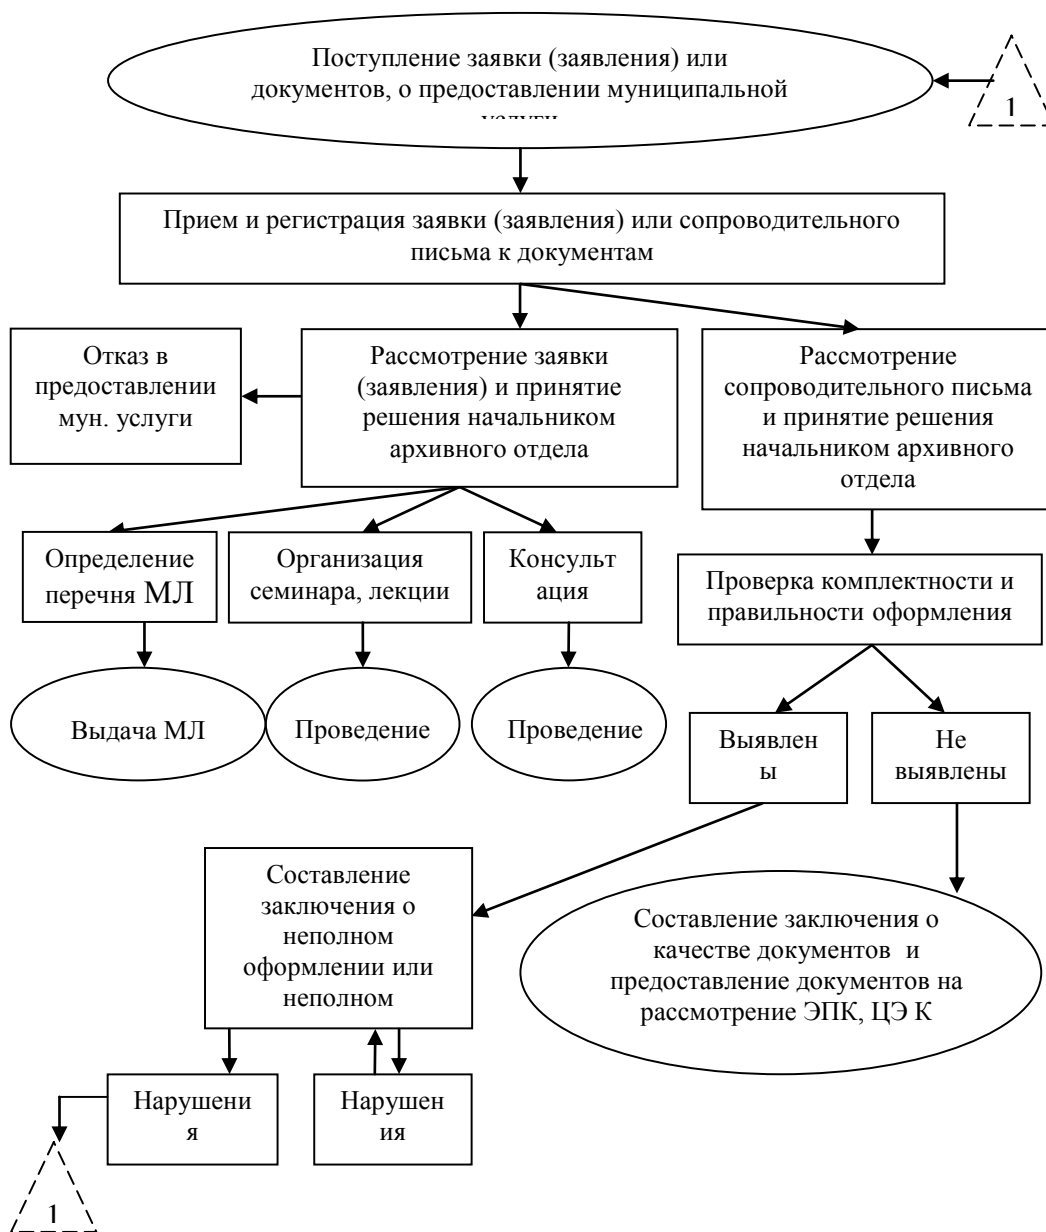 Поступление заявки (заявления) или
документов, о предоставлении муниципальной
услуги
1
Прием и регистрация заявки (заявления) или сопроводительного
письма к документам
Отказ в
предоставлении
мун. услуги
Рассмотрение заявки
(заявления) и принятие
решения начальником
архивного отдела
Рассмотрение
сопроводительного письма
и принятие решения
начальником архивного
отдела
Определение
перечня МЛ
Организация
семинара, лекции
Консульт
ация
Проверка комплектности и
правильности оформления
Выдача МЛ
Проведение
Проведение
Выявлен
ы
Не
выявлены
Составление
заключения о
неполном
оформлении или
неполном
Составление заключения о
качестве документов и
предоставление документов на
рассмотрение ЭПК, ЦЭ К
Нарушени
я
Нарушен
ия
1